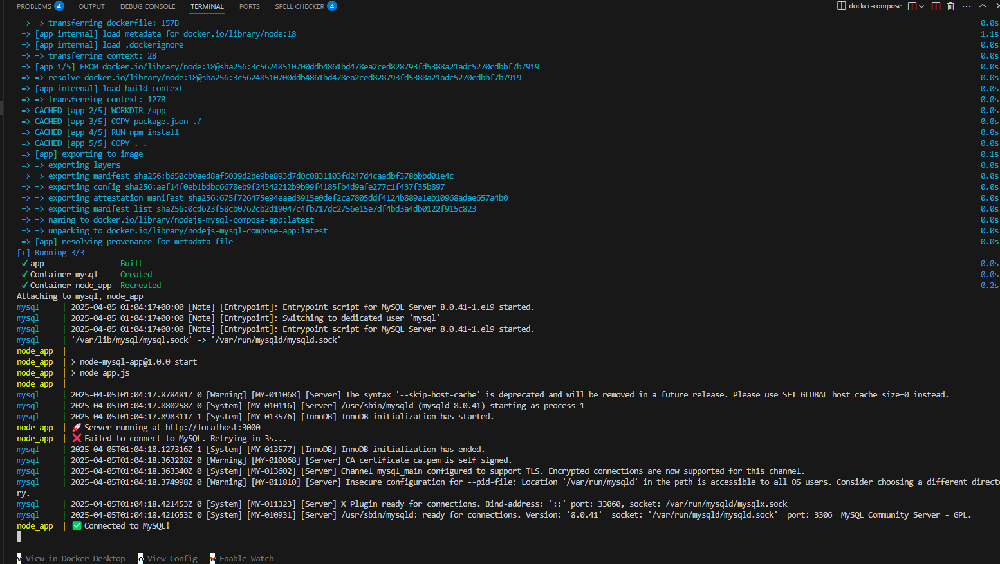 PROBLEMS 4 OUTPUT DEBUG CONSOLE TERMINAL PORTS SPELL CHECKER 4 docker-compose
=> => transferring dockerfile: 157B 0.0s
=> [app internal] load metadata for docker.io/library/node:18 1.1s
=> [app internal] load .dockerignore 0.0s
=> => transferring context: 2B 0.0s
=> [app 1/5] FROM docker.io/library/node:18@sha256:3c56248510700ddb4861bd478ea2ced828793fd5388a21adc5270cdbbf7b7919 0.0s
=> => resolve docker.io/library/node:18@sha256:3c56248510700ddb4861bd478ea2ced828793fd5388a21adc5270cdbbf7b7919 0.0s
=> [app internal] load build context 0.0s
=> => transferring context: 127B 0.0s
=> CACHED [app 2/5] WORKDIR /app 0.0s
=> CACHED [app 3/5] COPY package.json ./ 0.0s
=> CACHED [app 4/5] RUN npm install 0.0s
=> CACHED [app 5/5] COPY . . 0.0s
=> [app] exporting to image 0.1s
=> => exporting layers 0.0s
=> => exporting manifest sha256:b650cb0aed8af5039d2be9be893d7d0c0831103fd247d4caadbf378bbbd01e4c 0.0s
=> => exporting config sha256:aef14f0eb1bdbc6678eb9f24342212b9b99f4185fb4d9afe277c1f437f35b897 0.0s
=> => exporting attestation manifest sha256:675f726475e94eaed3915e0def2ca7805ddf4124b889a1eb10968adae657a4b0 0.0s
=> => exporting manifest list sha256:0cd623f58cb0762cb2d19047c4fb717dc2756e15e7df4bd3a4db0122f915c823 0.0s
=> => naming to docker.io/library/nodejs-mysql-compose-app:latest 0.0s
=> => unpacking to docker.io/library/nodejs-mysql-compose-app:latest 0.0s
=> [app] resolving provenance for metadata file 0.0s
[+] Running 3/3
✓ app Built 0.0s
✓ Container mysql Created 0.0s
✓ Container node_app Recreated 0.2s
Attaching to mysql, node_app
mysql | 2025-04-05 01:04:17+00:00 [Note] [Entrypoint]: Entrypoint script for MySQL Server 8.0.41-1.el9 started.
mysql | 2025-04-05 01:04:17+00:00 [Note] [Entrypoint]: Switching to dedicated user 'mysql'
mysql | 2025-04-05 01:04:17+00:00 [Note] [Entrypoint]: Entrypoint script for MySQL Server 8.0.41-1.el9 started.
mysql | '/var/lib/mysql/mysql.sock' -> '/var/run/mysqld/mysqld.sock'
node_app |
node_app | > node-mysql-app@1.0.0 start
node_app | > node app.js
node_app |
mysql | 2025-04-05T01:04:17.878481Z 0 [Warning] [MY-011068] [Server] The syntax '--skip-host-cache' is deprecated and will be removed in a future release. Please use SET GLOBAL host_cache_size=0 instead.
mysql | 2025-04-05T01:04:17.880258Z 0 [System] [MY-010116] [Server] /usr/sbin/mysqld (mysqld 8.0.41) starting as process 1
mysql | 2025-04-05T01:04:17.898311Z 1 [System] [MY-013576] [InnoDB] InnoDB initialization has started.
node_app | 🚀 Server running at http://localhost:3000
node_app | ❌ Failed to connect to MySQL. Retrying in 3s...
mysql | 2025-04-05T01:04:18.127316Z 1 [System] [MY-013577] [InnoDB] InnoDB initialization has ended.
mysql | 2025-04-05T01:04:18.363228Z 0 [Warning] [MY-010068] [Server] CA certificate ca.pem is self signed.
mysql | 2025-04-05T01:04:18.363340Z 0 [System] [MY-013602] [Server] Channel mysql_main configured to support TLS. Encrypted connections are now supported for this channel.
mysql | 2025-04-05T01:04:18.374998Z 0 [Warning] [MY-011810] [Server] Insecure configuration for --pid-file: Location '/var/run/mysqld' in the path is accessible to all OS users. Consider choosing a different directo
ry.
mysql | 2025-04-05T01:04:18.421453Z 0 [System] [MY-011323] [Server] X Plugin ready for connections. Bind-address: '::' port: 33060, socket: /var/run/mysqld/mysqlx.sock
mysql | 2025-04-05T01:04:18.421653Z 0 [System] [MY-010931] [Server] /usr/sbin/mysqld: ready for connections. Version: '8.0.41'  socket: '/var/run/mysqld/mysqld.sock'  port: 3306  MySQL Community Server - GPL.
node_app | ✅ Connected to MySQL!
v View in Docker Desktop o View Config w Enable Watch